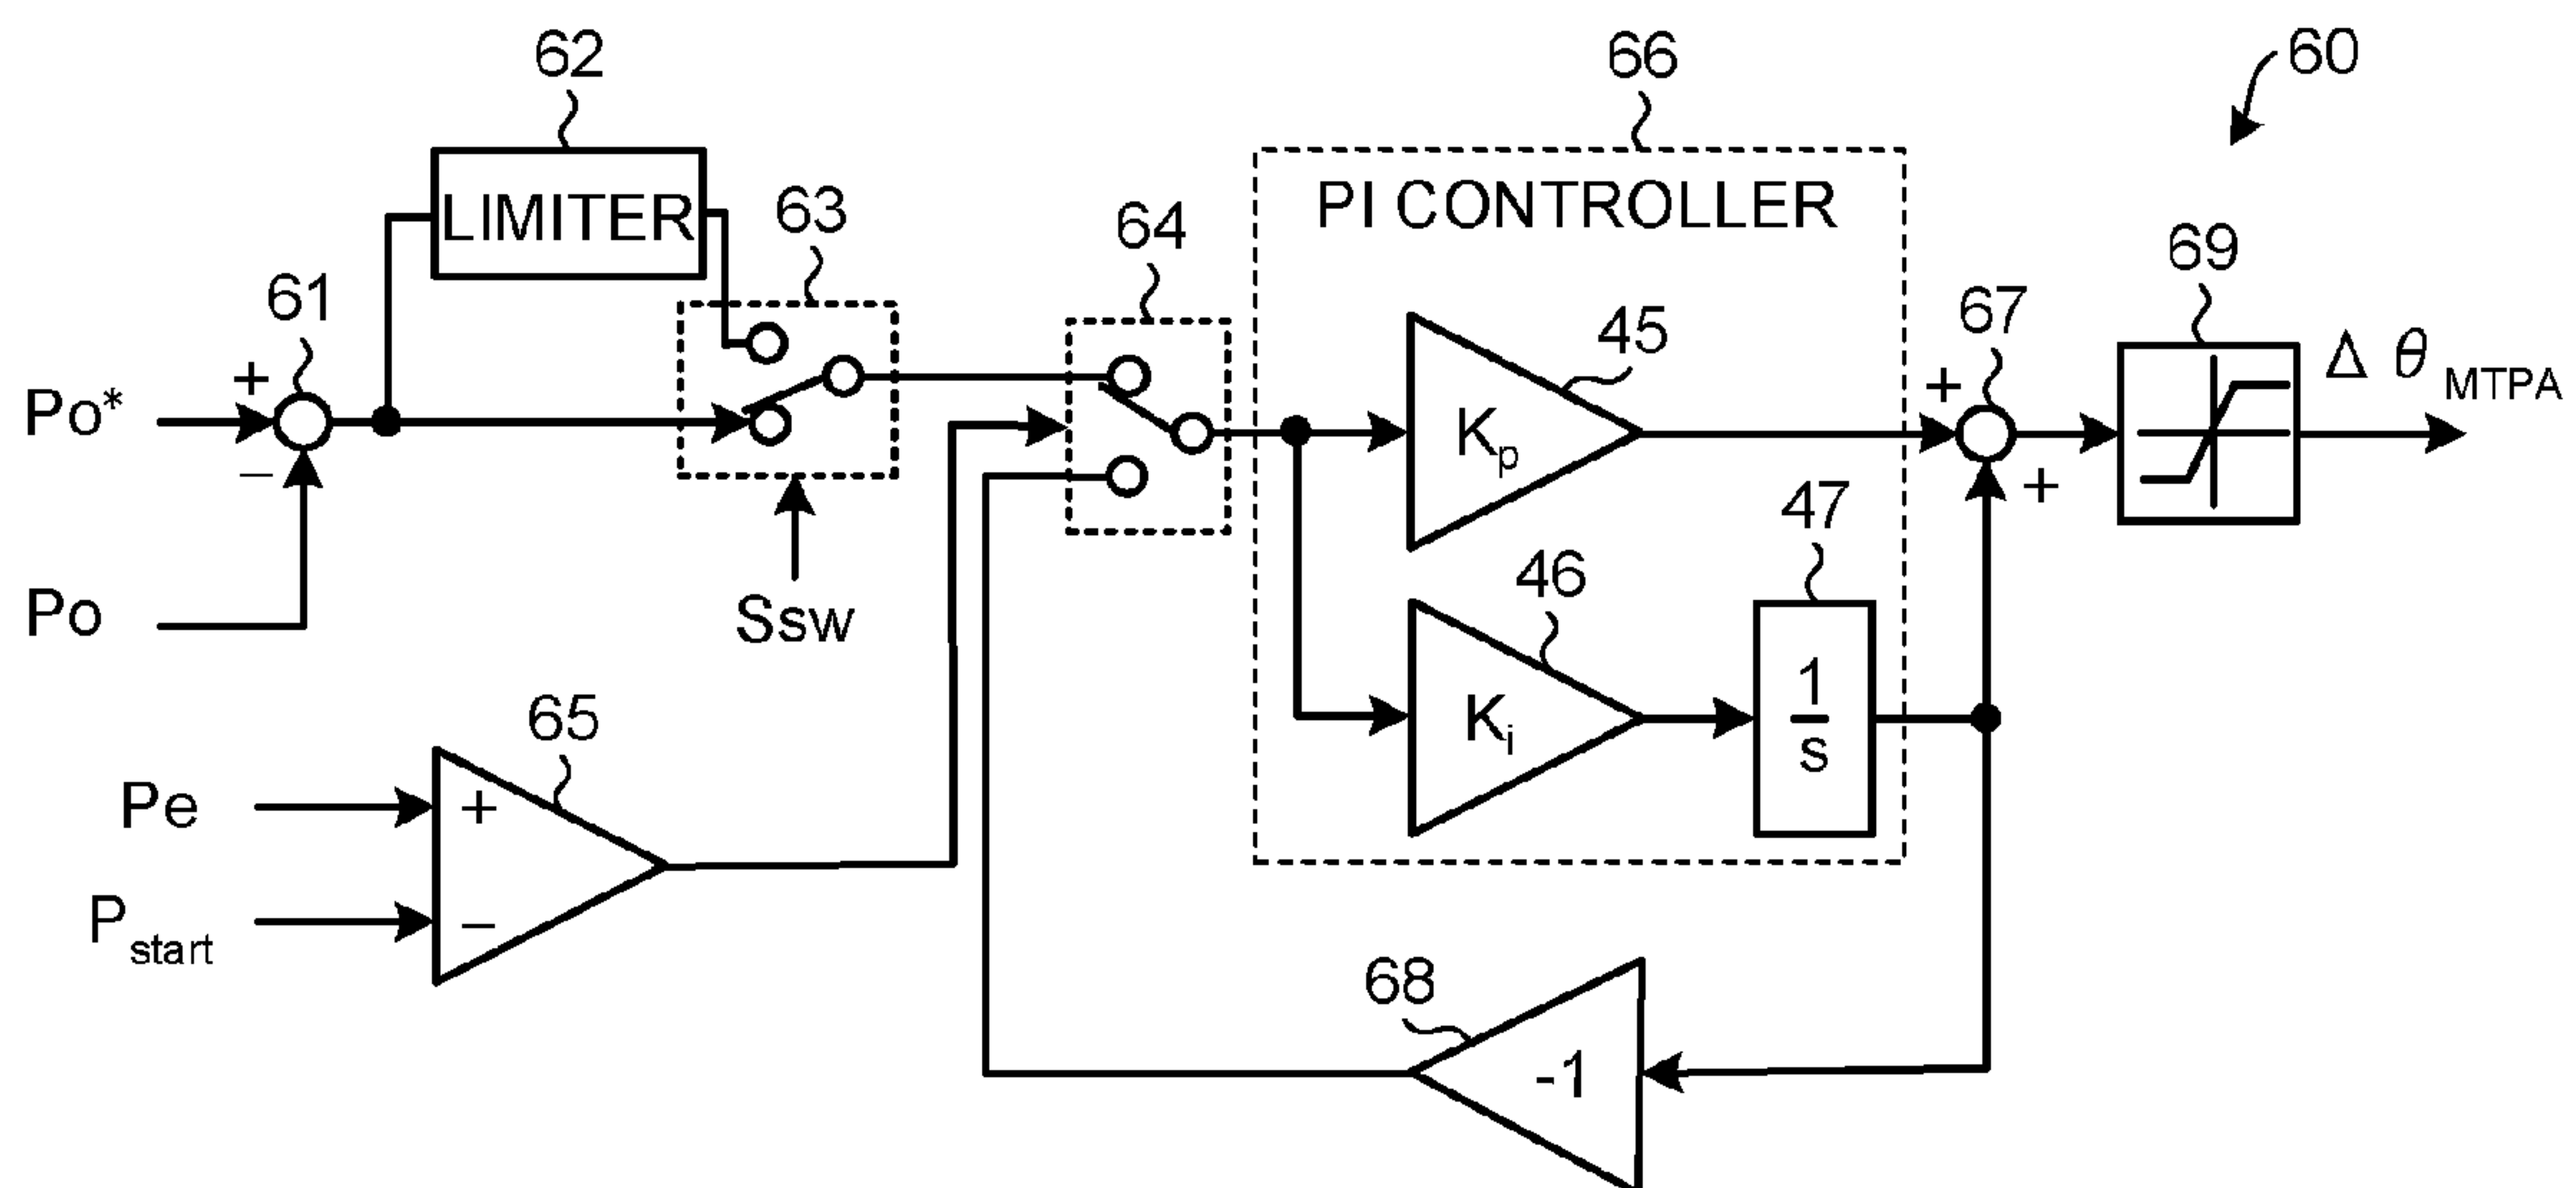 62
66
60
LIMITER
63
PI CONTROLLER
64
69
61
45
67
Δ θ MTPA
+
Po*
+
Kp
−
47
+
Ssw
46
Po
1
s
65
Ki
Pe
+
Pstart
−
68
-1